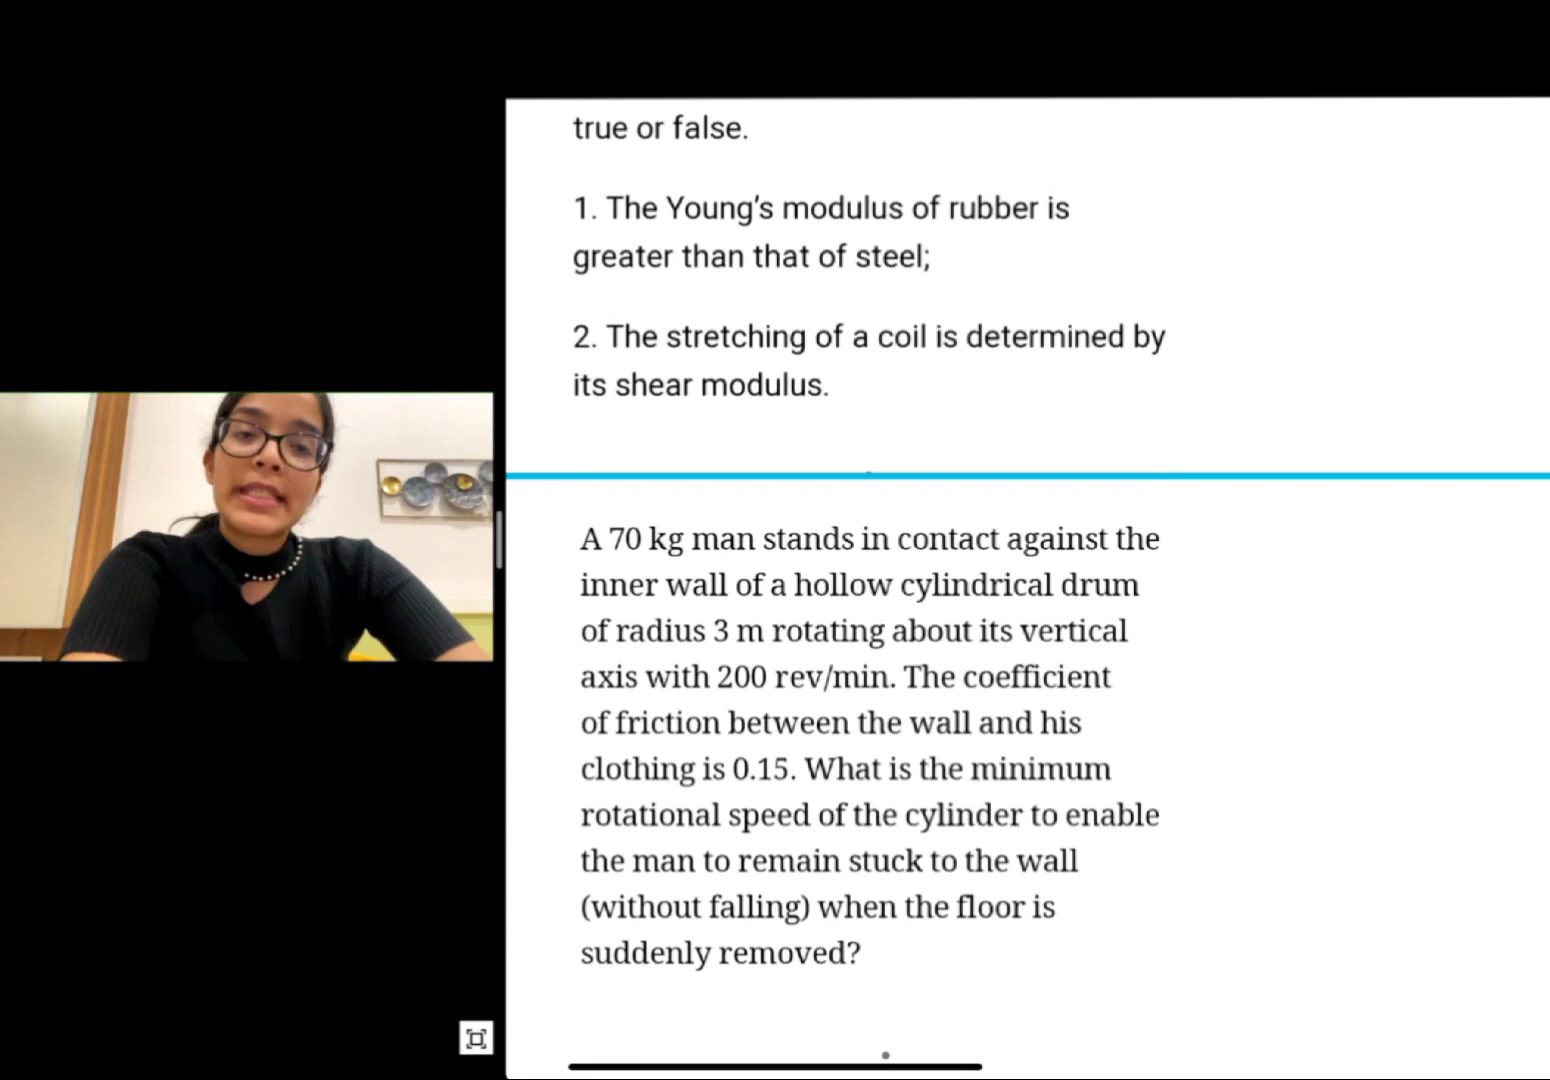 true or false.
1. The Young's modulus of rubber is
greater than that of steel;
2. The stretching of a coil is determined by
its shear modulus.
A 70 kg man stands in contact against the
inner wall of a hollow cylindrical drum
of radius 3 m rotating about its vertical
axis with 200 rev/min. The coefficient
of friction between the wall and his
clothing is 0.15. What is the minimum
rotational speed of the cylinder to enable
the man to remain stuck to the wall
(without falling) when the floor is
suddenly removed?